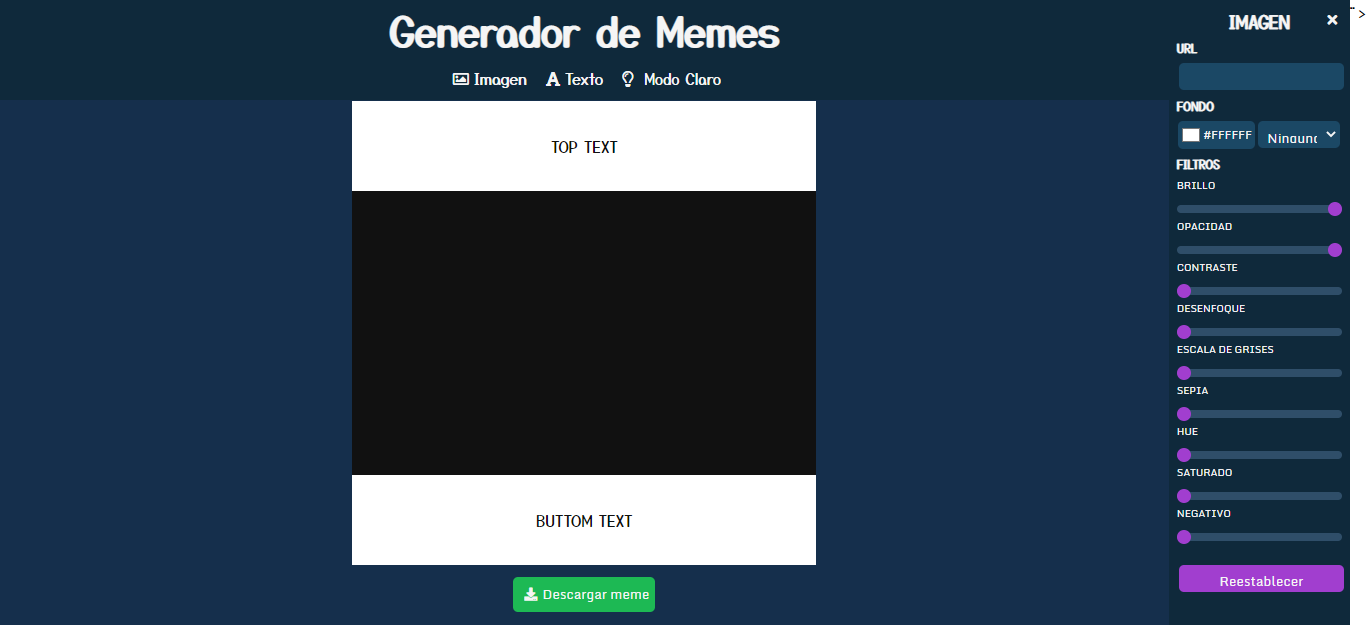 Generador de Memes
Imagen Texto Modo Claro
TOP TEXT
BUTTOM TEXT
Descargar meme
IMAGEN
URL
FONDO
#FFFFFF Ninguno
FILTROS
BRILLO
OPACIDAD
CONTRASTE
DESENFOQUE
ESCALA DE GRISES
SEPIA
HUE
SATURADO
NEGATIVO
Reestablecer